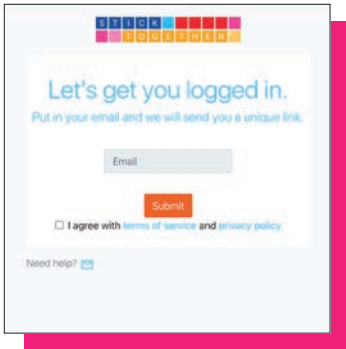 STICK
TOGETHER
Let's get you logged in.
Put in your email and we will send you a unique link.
Email
Submit
I agree with terms of service and privacy policy
Need help?